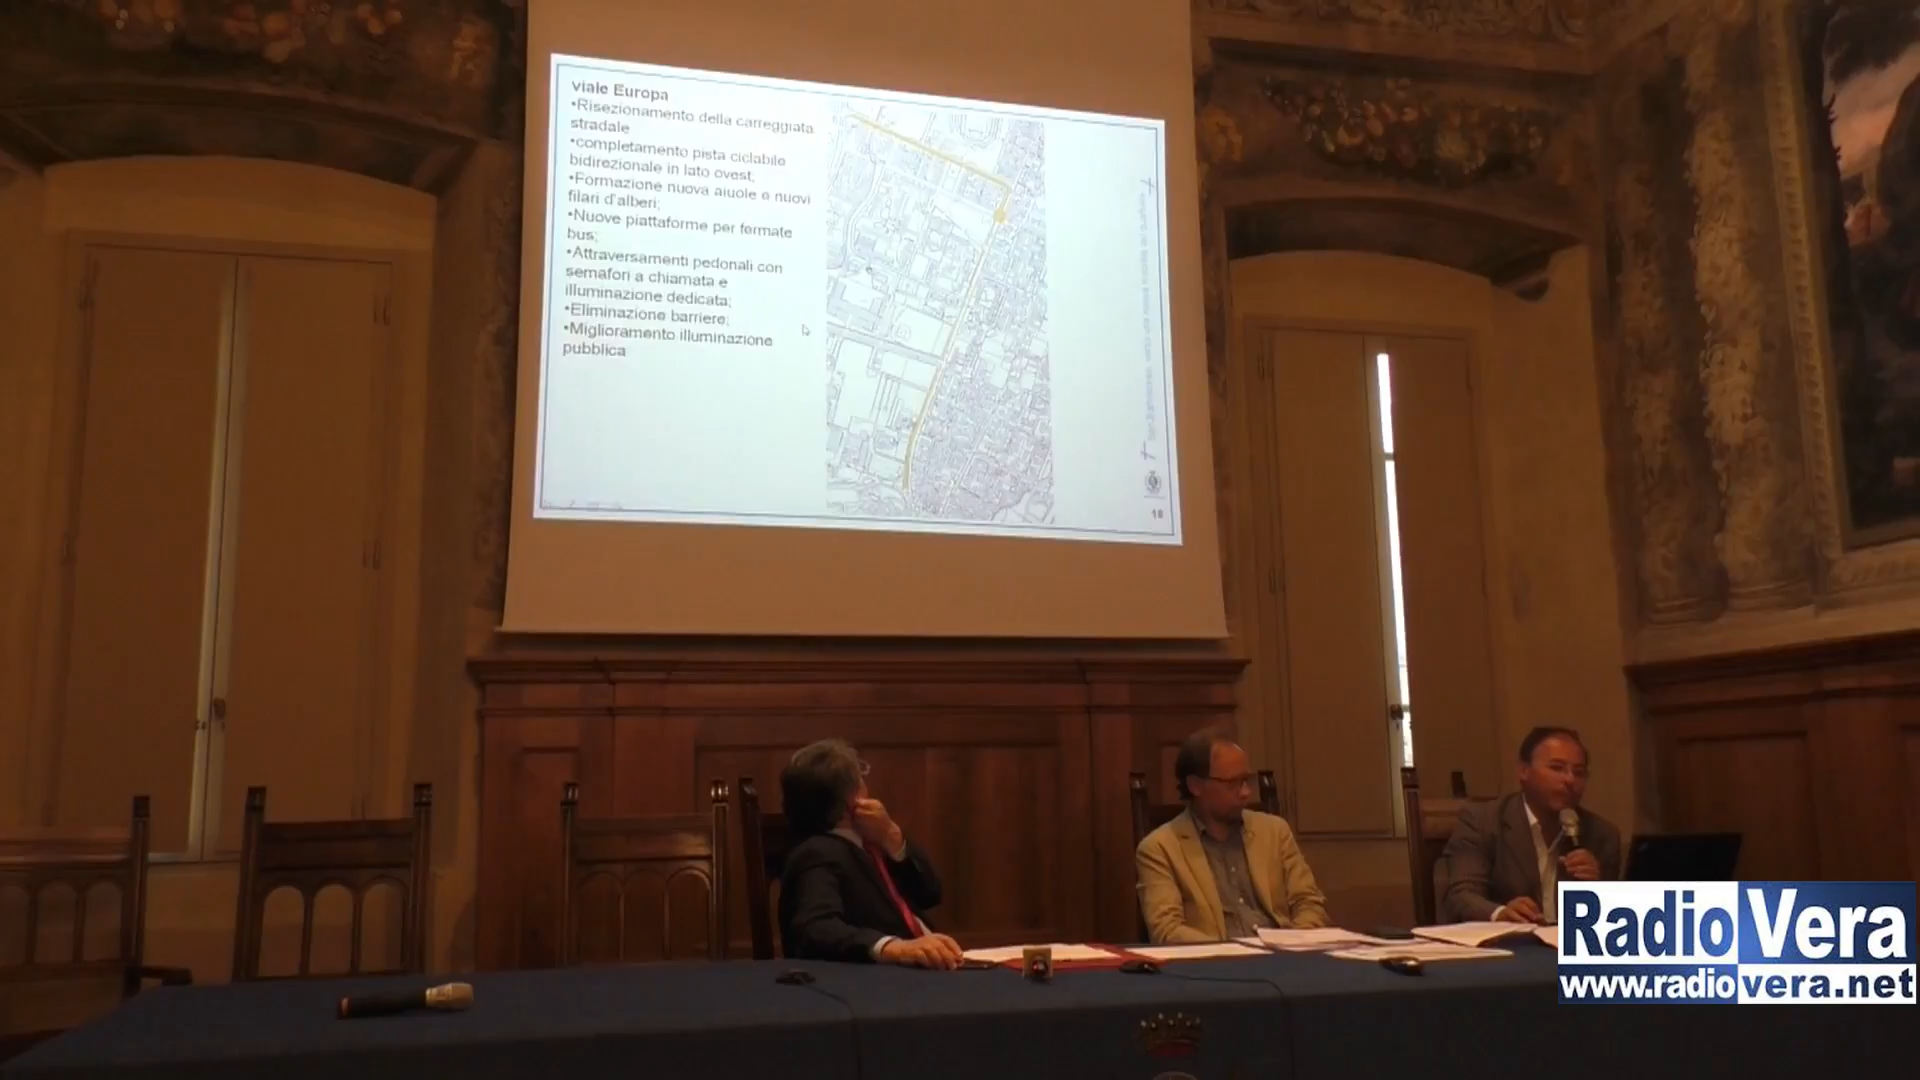 viale Europa
•Risezionamento della carreggiata
stradale
•completamento pista ciclabile
bidirezionale in lato ovest;
•Formazione nuova aiuole e nuovi
filari d'alberi;
•Nuove piattaforme per fermate
bus;
•Attraversamenti pedonali con
semafori a chiamata e
illuminazione dedicata;
•Eliminazione barriere;
•Miglioramento illuminazione
pubblica
18
RadioVera
www.radiovera.net